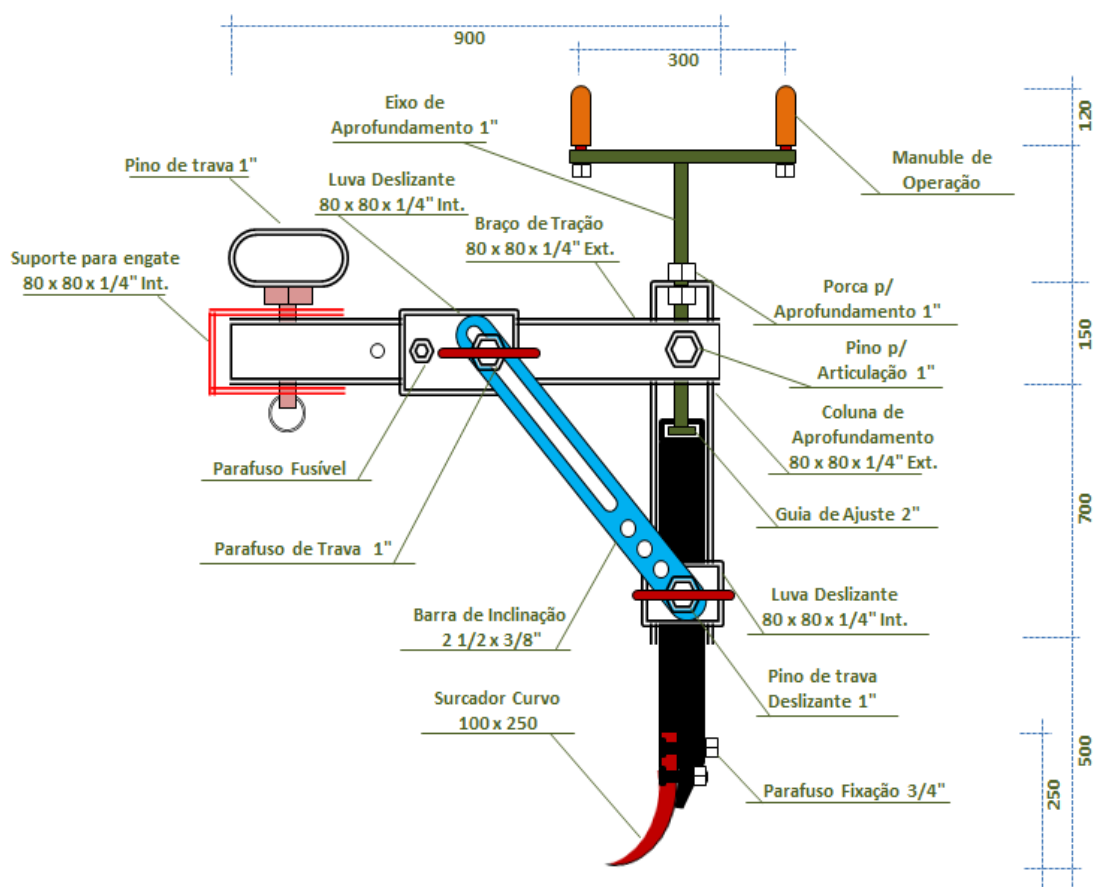 900
300
120
Eixo de
Aprofundamento 1"
Manuble de
Operação
Pino de trava 1"
Luva Deslizante
80 x 80 x 1/4" Int.
Braço de Tração
80 x 80 x 1/4" Ext.
Suporte para engate
80 x 80 x 1/4" Int.
Porca p/
Aprofundamento 1"
150
Pino p/
Articulação 1"
Coluna de
Aprofundamento
80 x 80 x 1/4" Ext.
Parafuso Fusível
Guia de Ajuste 2"
700
Parafuso de Trava 1"
Luva Deslizante
80 x 80 x 1/4" Int.
Barra de Inclinação
2 1/2 x 3/8"
Pino de trava
Deslizante 1"
Surcador Curvo
100 x 250
500
Parafuso Fixação 3/4"
250